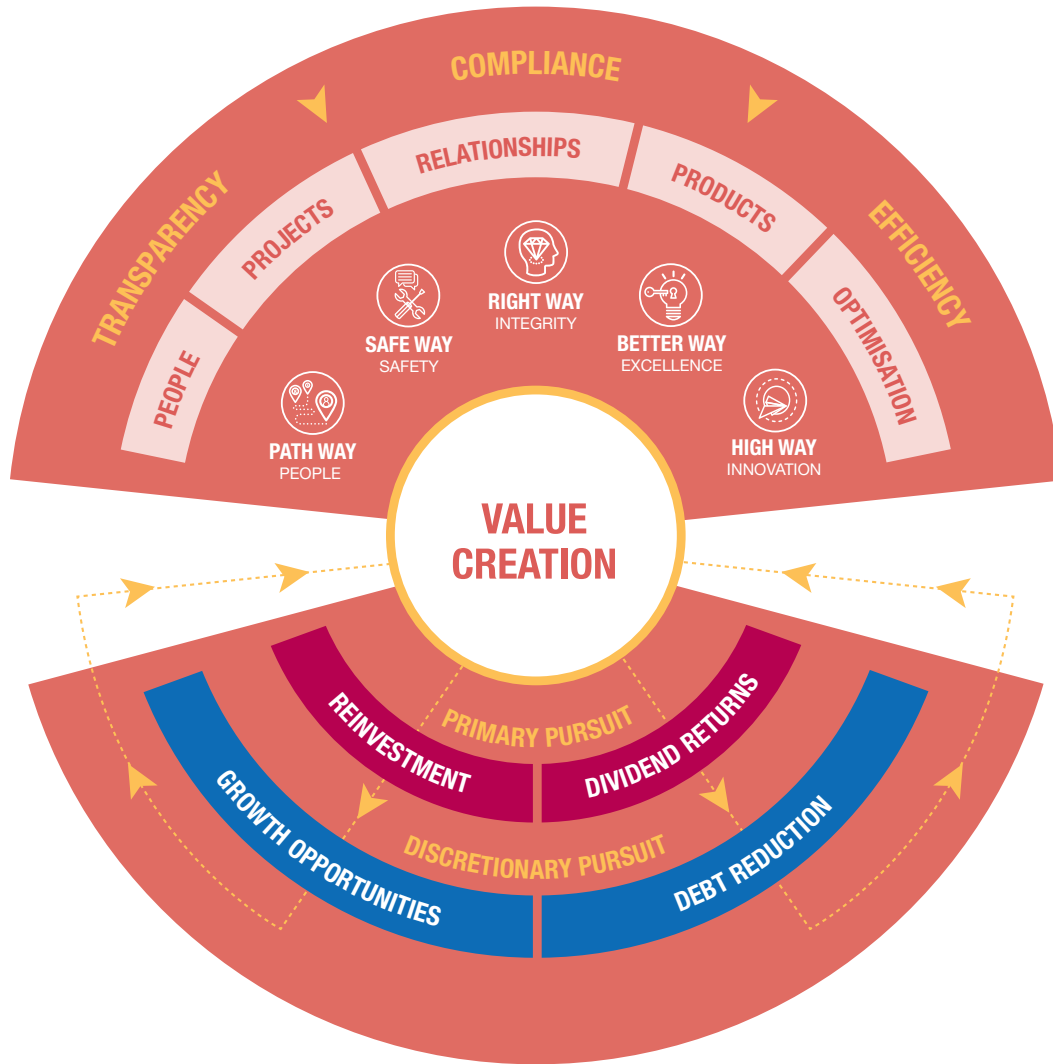 COMPLIANCE
TRANSPARENCY
EFFICIENCY
PEOPLE
PROJECTS
RELATIONSHIPS
PRODUCTS
OPTIMISATION
PATH WAY
PEOPLE
SAFE WAY
SAFETY
RIGHT WAY
INTEGRITY
BETTER WAY
EXCELLENCE
HIGH WAY
INNOVATION
VALUE
CREATION
PRIMARY PURSUIT
REINVESTMENT
DIVIDEND RETURNS
DISCRETIONARY PURSUIT
GROWTH OPPORTUNITIES
DEBT REDUCTION